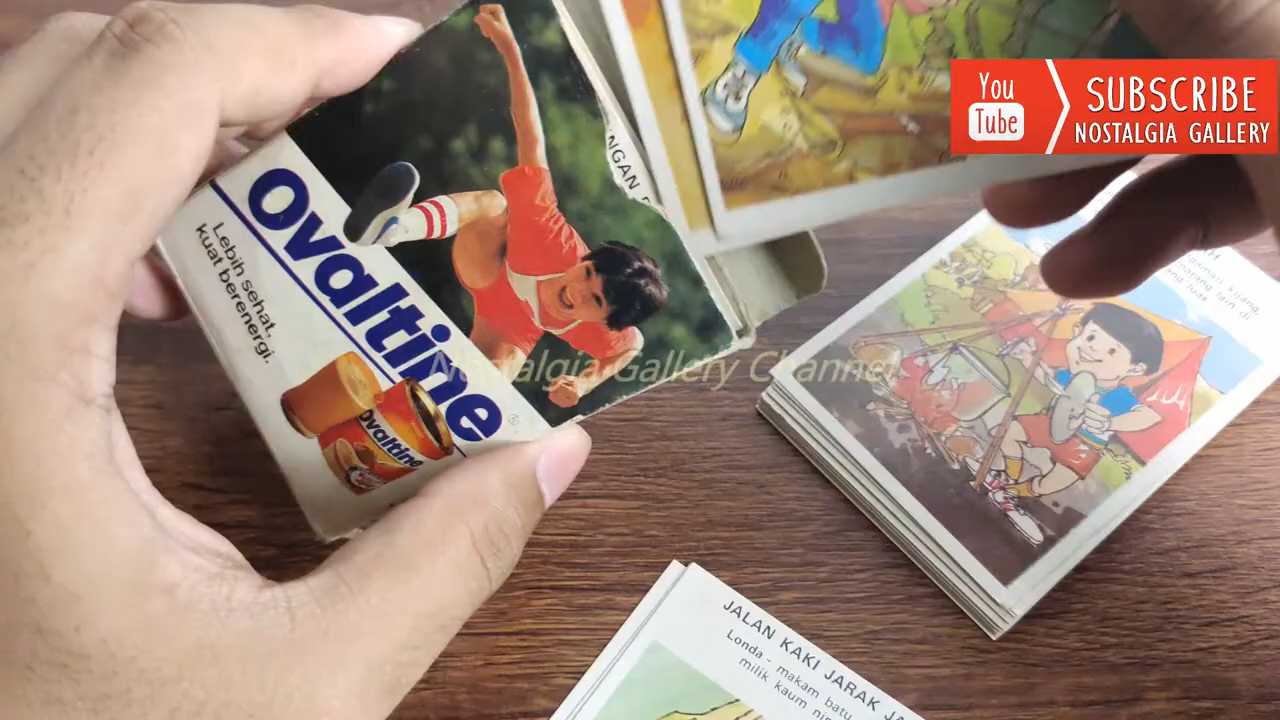 You
Tube
SUBSCRIBE
NOSTALGIA GALLERY
Ovaltine
Lebih sehat,
kuat berenergi.
Ovaltine
Nostalgia Gallery Channel
JALAN KAKI JARAK
Londa - makam batu
milik kaum